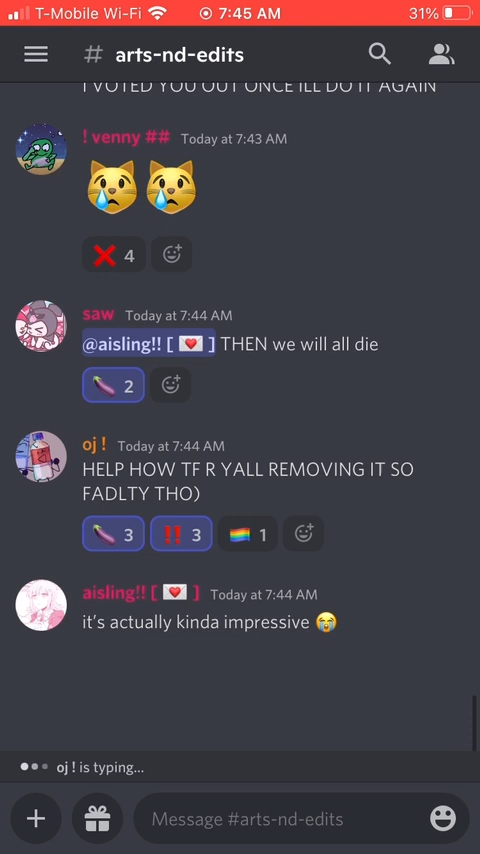 T-Mobile Wi-Fi 7:45 AM 31%
# arts-nd-edits
I VOTED YOU OUT ONCE ILL DO IT AGAIN
! venny ## Today at 7:43 AM
😿😿
❌ 4
saw Today at 7:44 AM
@aisling!! [ 💌 ] THEN we will all die
🍆 2
oj ! Today at 7:44 AM
HELP HOW TF R YALL REMOVING IT SO
FADLTY THO)
🍆 3 ‼️ 3 🏳️‍🌈 1
aisling!! [ 💌 ] Today at 7:44 AM
it's actually kinda impressive 😭
oj ! is typing...
Message #arts-nd-edits